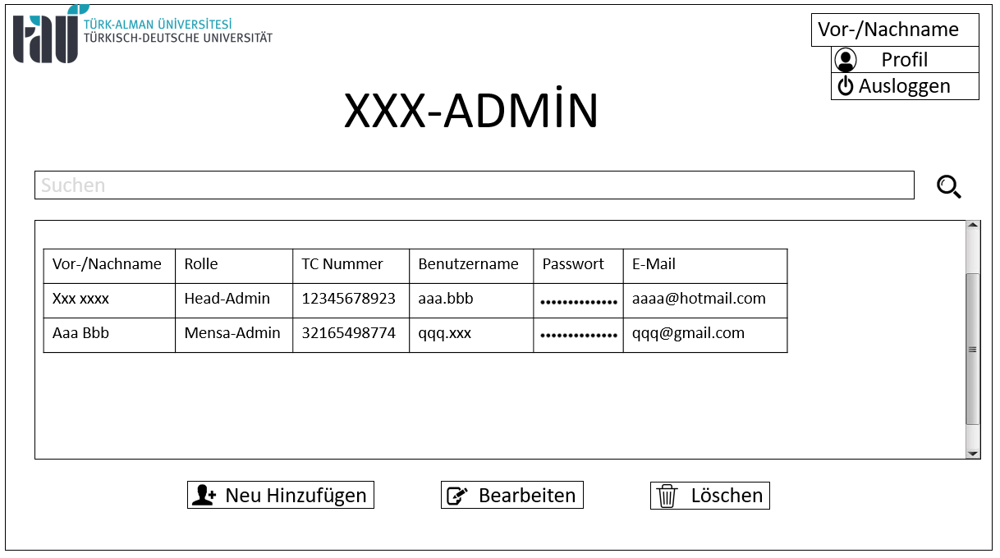 tau
TÜRK-ALMAN ÜNİVERSİTESİ
TÜRKISCH-DEUTSCHE UNIVERSITÄT
Vor-/Nachname
Profil
Ausloggen
XXX-ADMİN
Suchen
Vor-/Nachname Rolle TC Nummer Benutzername Passwort E-Mail
Xxx xxxx Head-Admin 12345678923 aaa.bbb •••••••••••••• aaaa@hotmail.com
Aaa Bbb Mensa-Admin 32165498774 qqq.xxx •••••••••••••• qqq@gmail.com
Neu Hinzufügen Bearbeiten Löschen